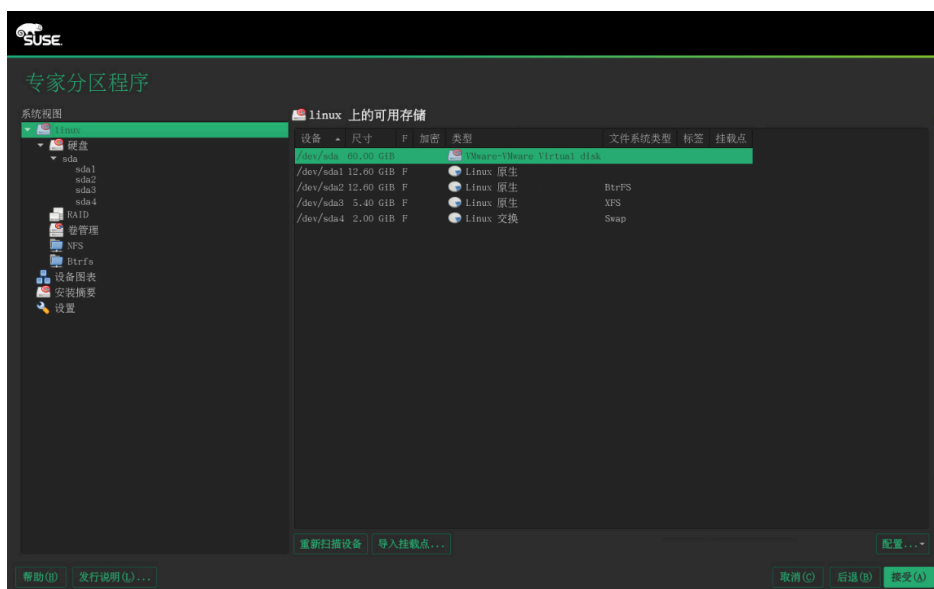 SUSE.
专家分区程序
系统视图
linux
硬盘
sda
sda1
sda2
sda3
sda4
RAID
卷管理
NFS
Btrfs
设备图表
安装摘要
设置
linux 上的可用存储
设备 尺寸 F 加密 类型 文件系统类型 标签 挂载点
/dev/sda 60.00 GiB VMware-VMware Virtual disk
/dev/sda1 12.60 GiB F Linux 原生
/dev/sda2 12.60 GiB F Linux 原生 BtrFS
/dev/sda3 5.40 GiB F Linux 原生 XFS
/dev/sda4 2.00 GiB F Linux 交换 Swap
重新扫描设备 导入挂载点... 配置...
帮助(H) 发行说明(L)... 取消(C) 后退(B) 接受(A)